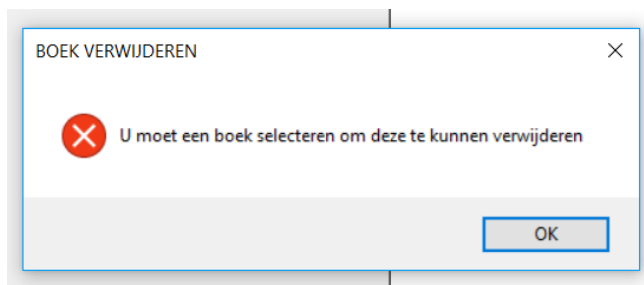 BOEK VERWIJDEREN
U moet een boek selecteren om deze te kunnen verwijderen
OK